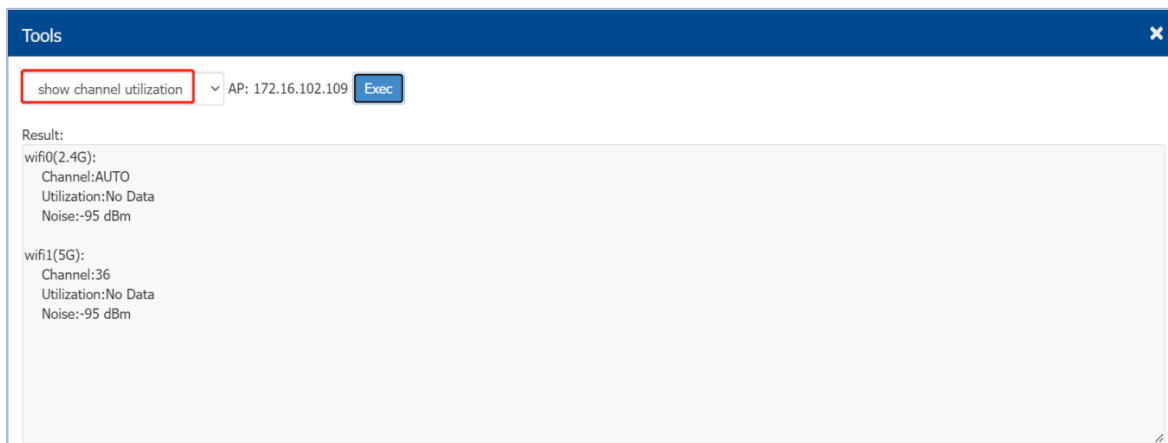 Tools
show channel utilization AP: 172.16.102.109 Exec
Result:
wifi0(2.4G):
Channel:AUTO
Utilization:No Data
Noise:-95 dBm
wifi1(5G):
Channel:36
Utilization:No Data
Noise:-95 dBm